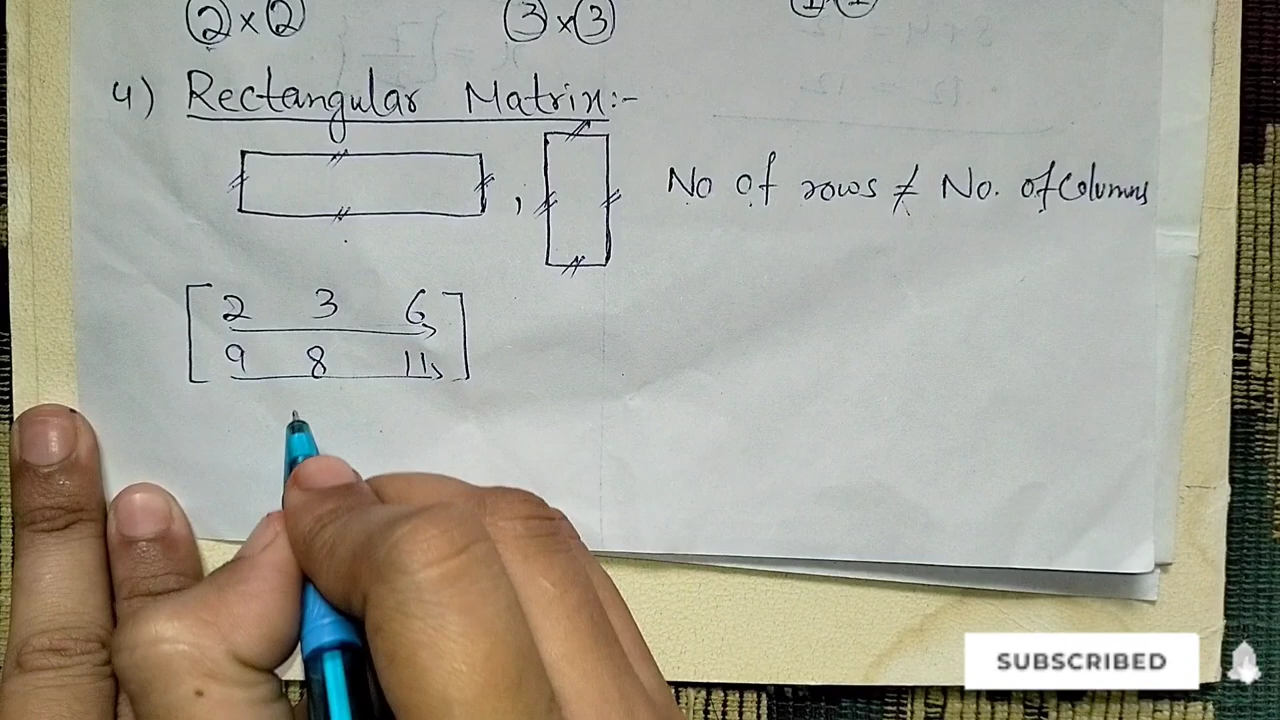 2 × 2 3 × 3
4) Rectangular Matrix:-
, No of rows ≠ No. of Columns
2 3 6
9 8 11
SUBSCRIBED